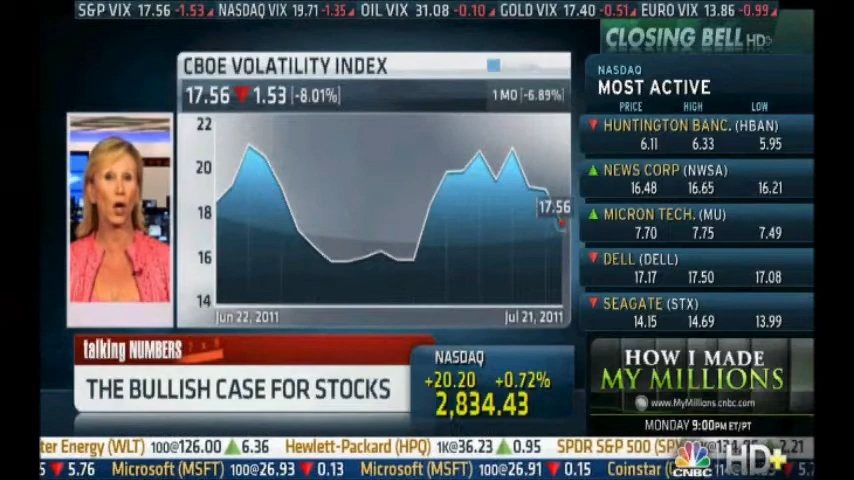 S&P VIX 17.56 -1.53 NASDAQ VIX 19.71 -1.35 OIL VIX 31.08 -0.10 GOLD VIX 17.40 -0.51 EURO VIX 13.86 -0.99
CLOSING BELL HD
CBOE VOLATILITY INDEX
17.56 1.53 [-8.01%]
1 MO [-6.89%]
22
20
18
16
14
17.56
Jun 22, 2011
Jul 21, 2011
NASDAQ
MOST ACTIVE
PRICE HIGH LOW
HUNTINGTON BANC. (HBAN)
6.11 6.33 5.95
NEWS CORP (NWSA)
16.48 16.65 16.21
MICRON TECH. (MU)
7.70 7.75 7.49
DELL (DELL)
17.17 17.50 17.08
SEAGATE (STX)
14.15 14.69 13.99
talking NUMBERS
THE BULLISH CASE FOR STOCKS
NASDAQ
+20.20 +0.72%
2,834.43
HOW I MADE
MY MILLIONS
www.MyMillions.cnbc.com
MONDAY 9:00PM ET/PT
ter Energy (WLT) 100@126.00 6.36 Hewlett-Packard (HPQ) 1K@36.23 0.95 SPDR S&P 500 (SPY) 2.21
5 5.76 Microsoft (MSFT) 100@26.93 0.13 Microsoft (MSFT) 100@26.91 0.15 Coinstar
CNBC HD+